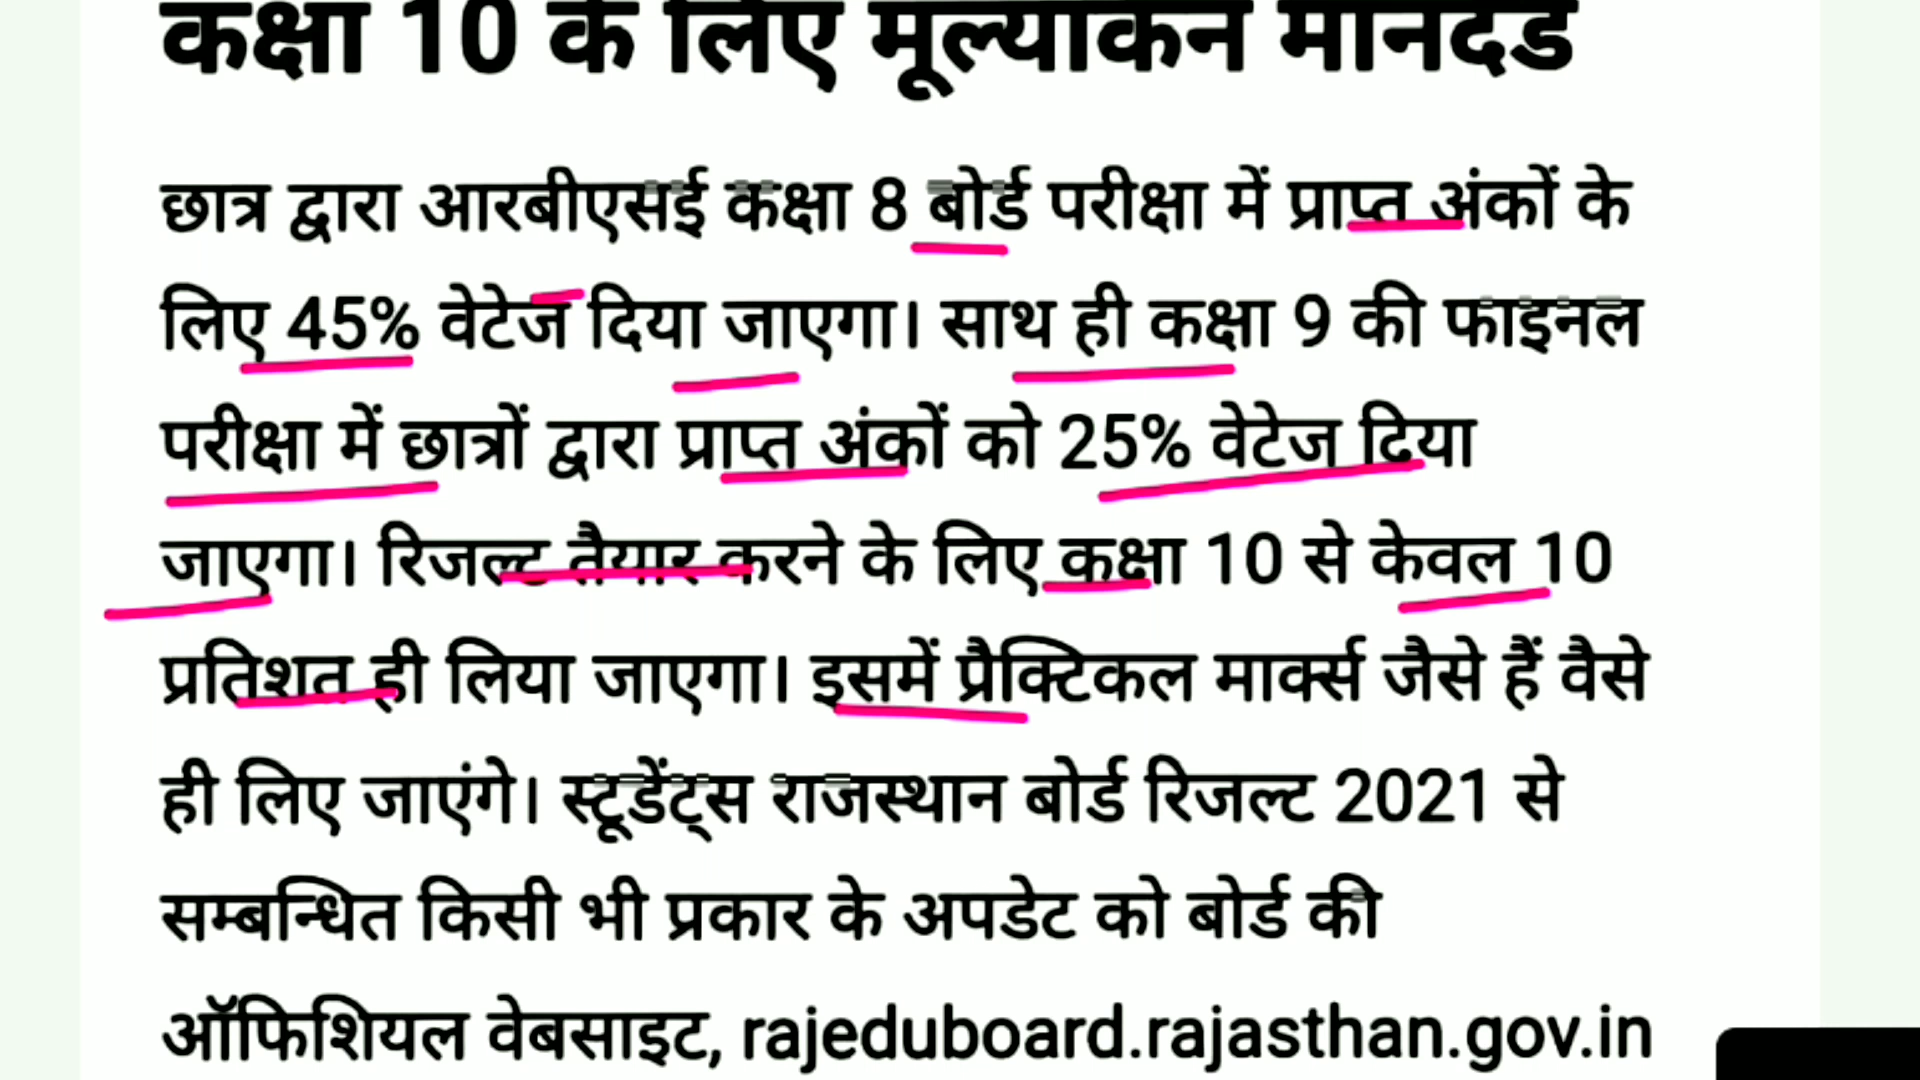 कक्षा 10 के लिए मूल्यांकन मानदंड
छात्र द्वारा आरबीएसई कक्षा 8 बोर्ड परीक्षा में प्राप्त अंकों के
लिए 45% वेटेज दिया जाएगा। साथ ही कक्षा 9 की फाइनल
परीक्षा में छात्रों द्वारा प्राप्त अंकों को 25% वेटेज दिया
जाएगा। रिजल्ट तैयार करने के लिए कक्षा 10 से केवल 10
प्रतिशत ही लिया जाएगा। इसमें प्रैक्टिकल मार्क्स जैसे हैं वैसे
ही लिए जाएंगे। स्टूडेंट्स राजस्थान बोर्ड रिजल्ट 2021 से
सम्बन्धित किसी भी प्रकार के अपडेट को बोर्ड की
ऑफिशियल वेबसाइट, rajeduboard.rajasthan.gov.in